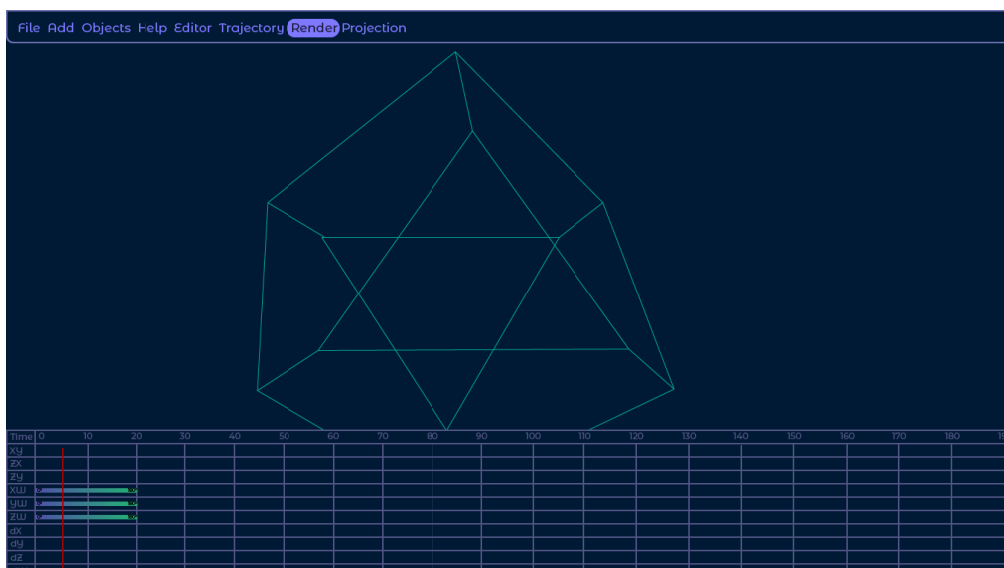 File Add Objects Help Editor Trajectory Render Projection
Time 0 10 20 30 40 50 60 70 80 90 100 110 120 130 140 150 160 170 180
xy
zx
zy
xw
yw
zw
dx
dy
dz